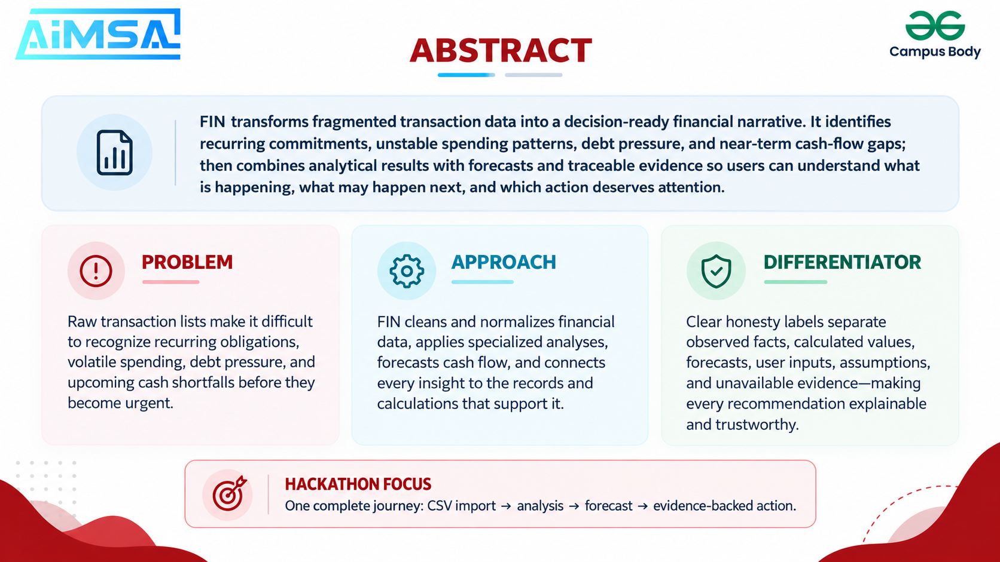 AiMSA
ABSTRACT
Campus Body
FIN transforms fragmented transaction data into a decision-ready financial narrative. It identifies
recurring commitments, unstable spending patterns, debt pressure, and near-term cash-flow gaps;
then combines analytical results with forecasts and traceable evidence so users can understand what
is happening, what may happen next, and which action deserves attention.
PROBLEM
Raw transaction lists make it difficult
to recognize recurring obligations,
volatile spending, debt pressure, and
upcoming cash shortfalls before they
become urgent.
APPROACH
FIN cleans and normalizes financial
data, applies specialized analyses,
forecasts cash flow, and connects
every insight to the records and
calculations that support it.
DIFFERENTIATOR
Clear honesty labels separate
observed facts, calculated values,
forecasts, user inputs, assumptions,
and unavailable evidence—making
every recommendation explainable
and trustworthy.
HACKATHON FOCUS
One complete journey: CSV import → analysis → forecast → evidence-backed action.